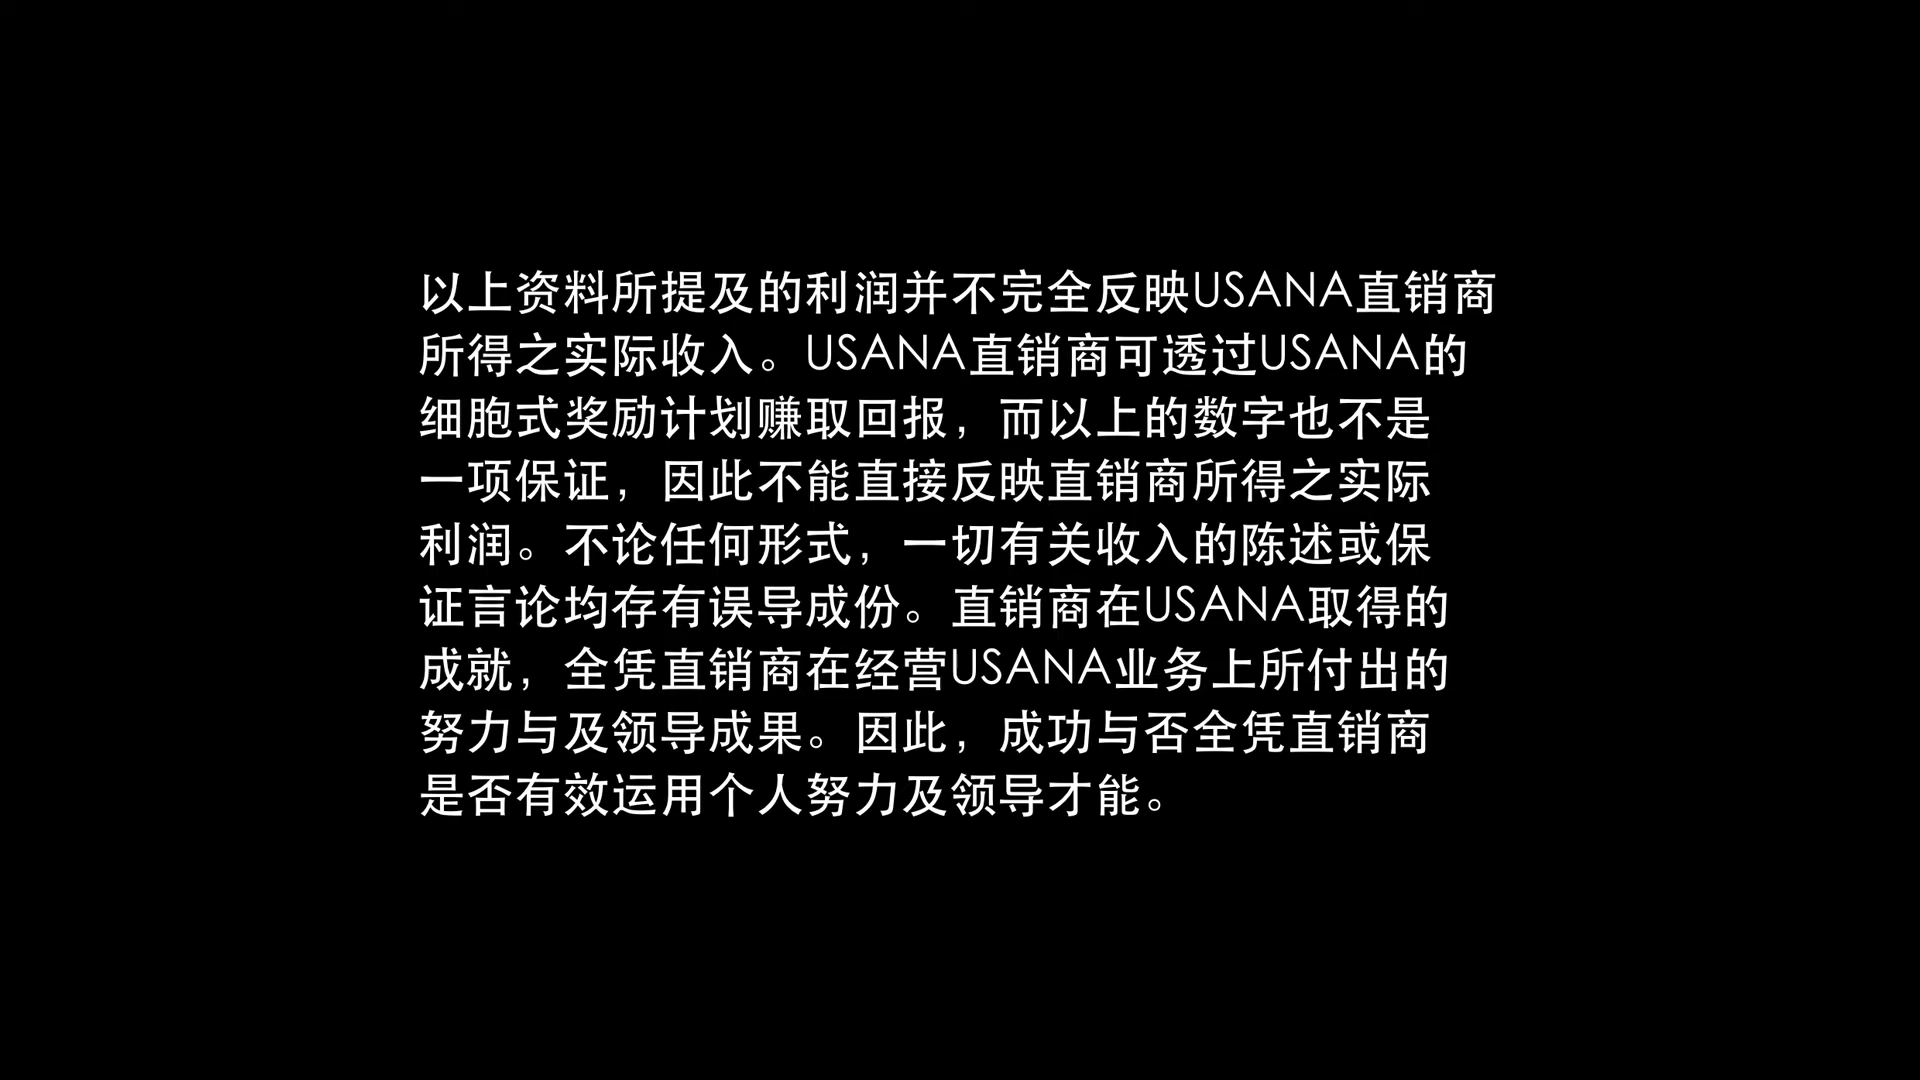 以上资料所提及的利润并不完全反映USANA直销商
所得之实际收入。USANA直销商可透过USANA的
细胞式奖励计划赚取回报，而以上的数字也不是
一项保证，因此不能直接反映直销商所得之实际
利润。不论任何形式，一切有关收入的陈述或保
证言论均存有误导成份。直销商在USANA取得的
成就，全凭直销商在经营USANA业务上所付出的
努力与及领导成果。因此，成功与否全凭直销商
是否有效运用个人努力及领导才能。